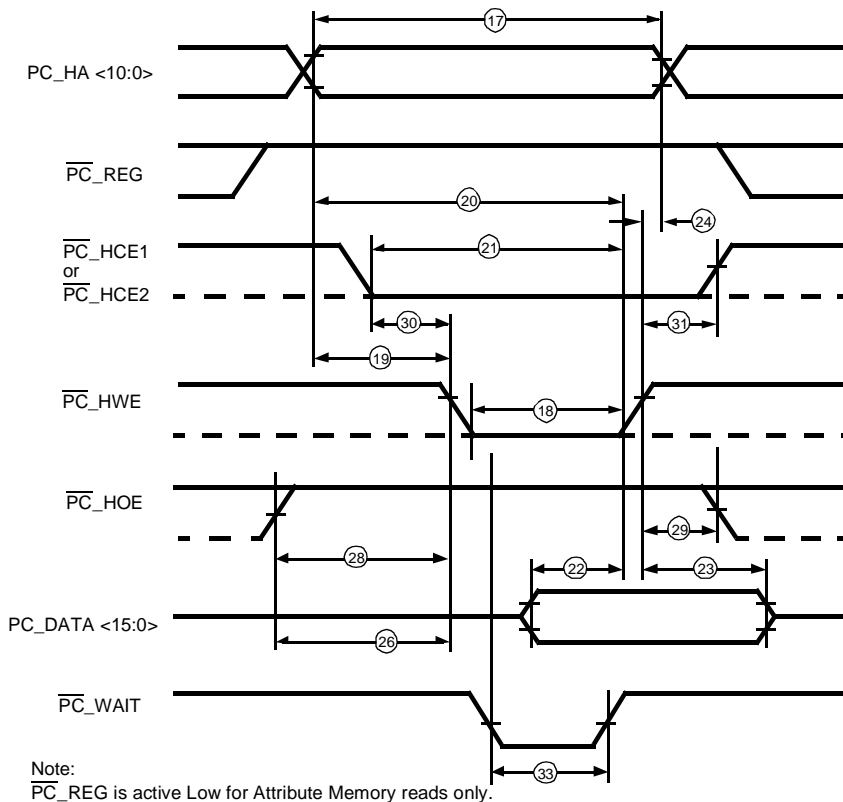 17
PC_HA <10:0>
PC_REG
20
24
PC_HCE1
or
PC_HCE2
21
30
31
19
PC_HWE
18
PC_HOE
29
28
22
23
PC_DATA <15:0>
26
PC_WAIT
33
Note:
PC_REG is active Low for Attribute Memory reads only.